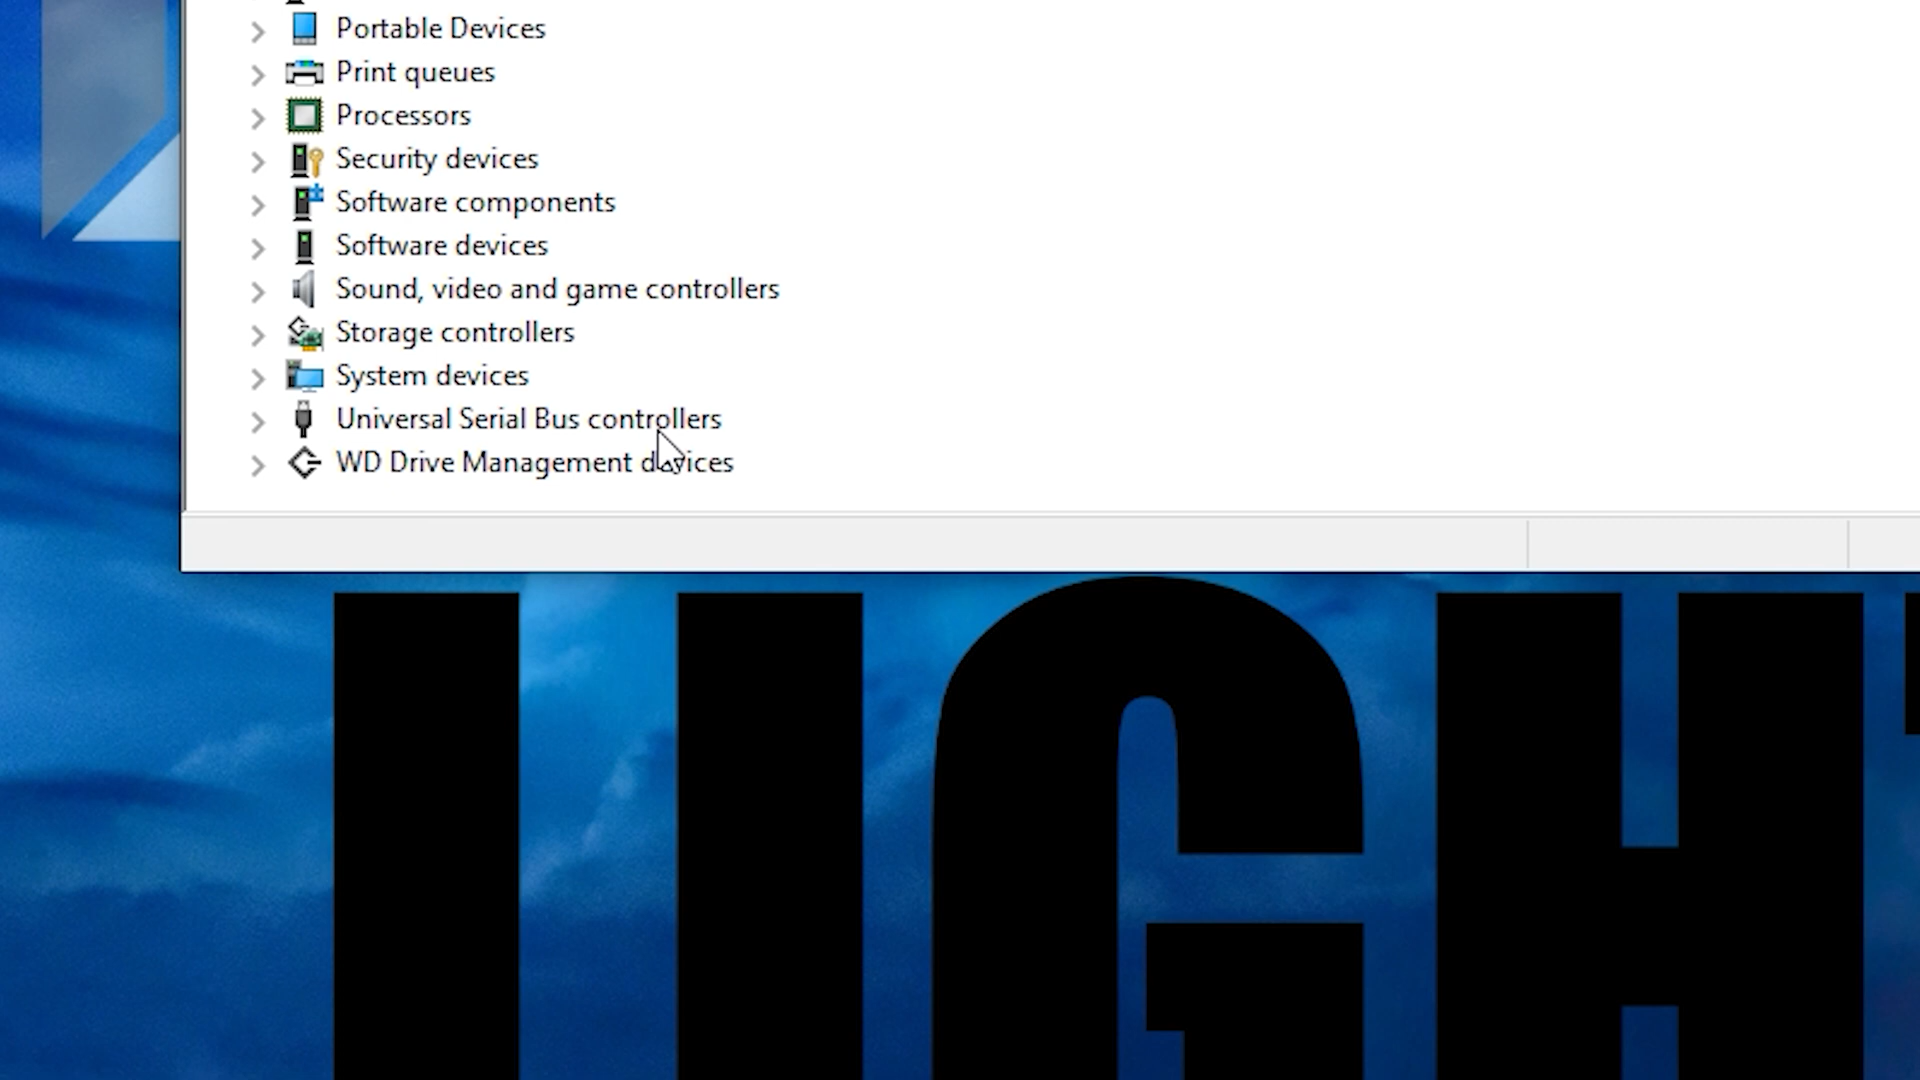 Portable Devices
Print queues
Processors
Security devices
Software components
Software devices
Sound, video and game controllers
Storage controllers
System devices
Universal Serial Bus controllers
WD Drive Management devices